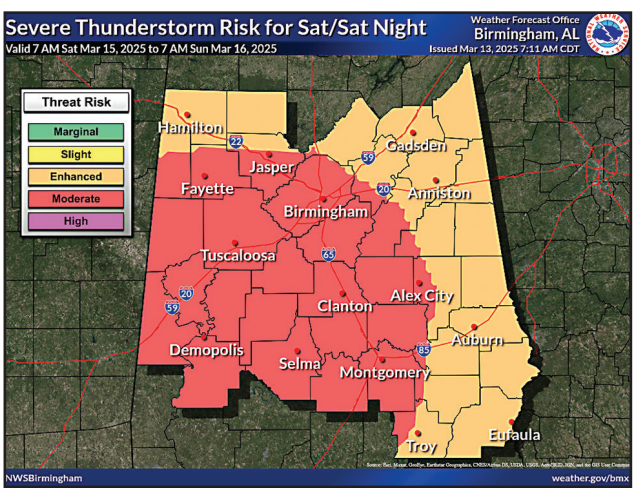 Severe Thunderstorm Risk for Sat/Sat Night
Valid 7 AM Sat Mar 15, 2025 to 7 AM Sun Mar 16, 2025
Weather Forecast Office
Birmingham, AL
Issued Mar 13, 2025 7:11 AM CDT
Threat Risk
Marginal
Slight
Enhanced
Moderate
High
Hamilton
22
Gadsden
59
Jasper
Fayette
20
Anniston
Birmingham
Tuscaloosa
65
20
59
Clanton
Alex City
Auburn
85
Demopolis
Selma
Montgomery
Troy
Eufaula
NWSBirmingham
weather.gov/bmx